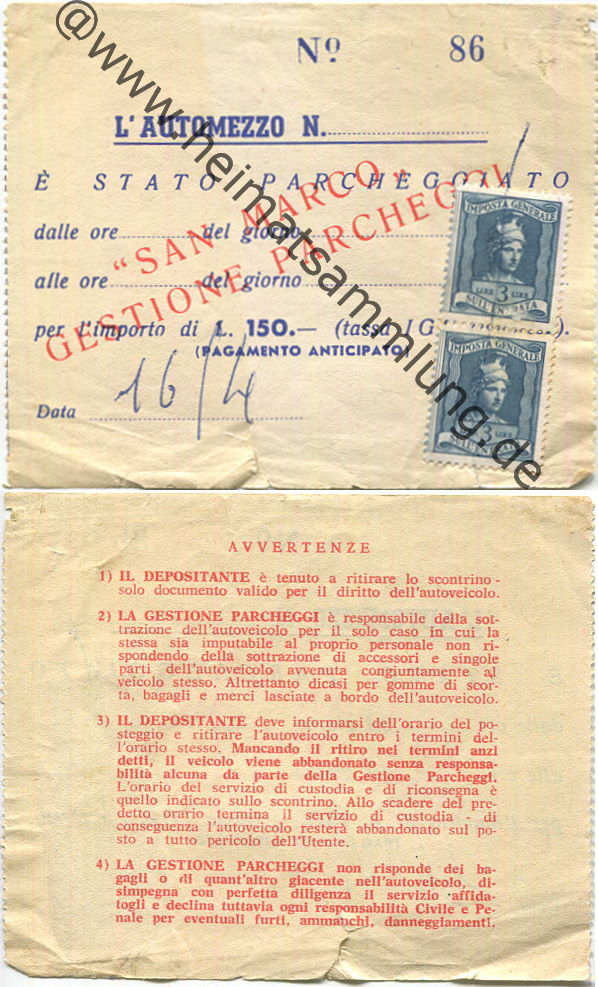 Nº 86
L'AUTOMEZZO N.
È STATO PARCHEGGIATO
dalle ore del giorno
alle ore del giorno
per l'importo di L. 150.— (tassa IG ).
(PAGAMENTO ANTICIPATO)
Data 16/4
"SAN MARCO"
GESTIONE PARCHEGGI
IMPOSTA GENERALE
LIRE 3 LIRE
SULL'ENTRATA
IMPOSTA GENERALE
3 LIRE
SULL'ENTRATA
@www.heimatsammlung.de
AVVERTENZE
1) IL DEPOSITANTE è tenuto a ritirare lo scontrino -
solo documento valido per il diritto dell'autoveicolo.
2) LA GESTIONE PARCHEGGI è responsabile della sot-
trazione dell'autoveicolo per il solo caso in cui la
stessa sia imputabile al proprio personale non ri-
spondendo della sottrazione di accessori e singole
parti dell'autoveicolo avvenuta congiuntamente al
veicolo stesso. Altrettanto dicasi per gomme di scor-
ta, bagagli e merci lasciate a bordo dell'autoveicolo.
3) IL DEPOSITANTE deve informarsi dell'orario del po-
steggio e ritirare l'autoveicolo entro i termini del-
l'orario stesso. Mancando il ritiro nei termini anzi
detti, il veicolo viene abbandonato senza responsa-
bilità alcuna da parte della Gestione Parcheggi.
L'orario del servizio di custodia e di riconsegna è
quello indicato sullo scontrino. Allo scadere del pre-
detto orario termina il servizio di custodia - di
conseguenza l'autoveicolo resterà abbandonato sul po-
sto a tutto pericolo dell'Utente.
4) LA GESTIONE PARCHEGGI non risponde dei ba-
gagli o di quant'altro giacente nell'autoveicolo, di-
simpegna con perfetta diligenza il servizio affida-
togli e declina tuttavia ogni responsabilità Civile e Pe-
nale per eventuali furti, ammanchi, danneggiamenti.